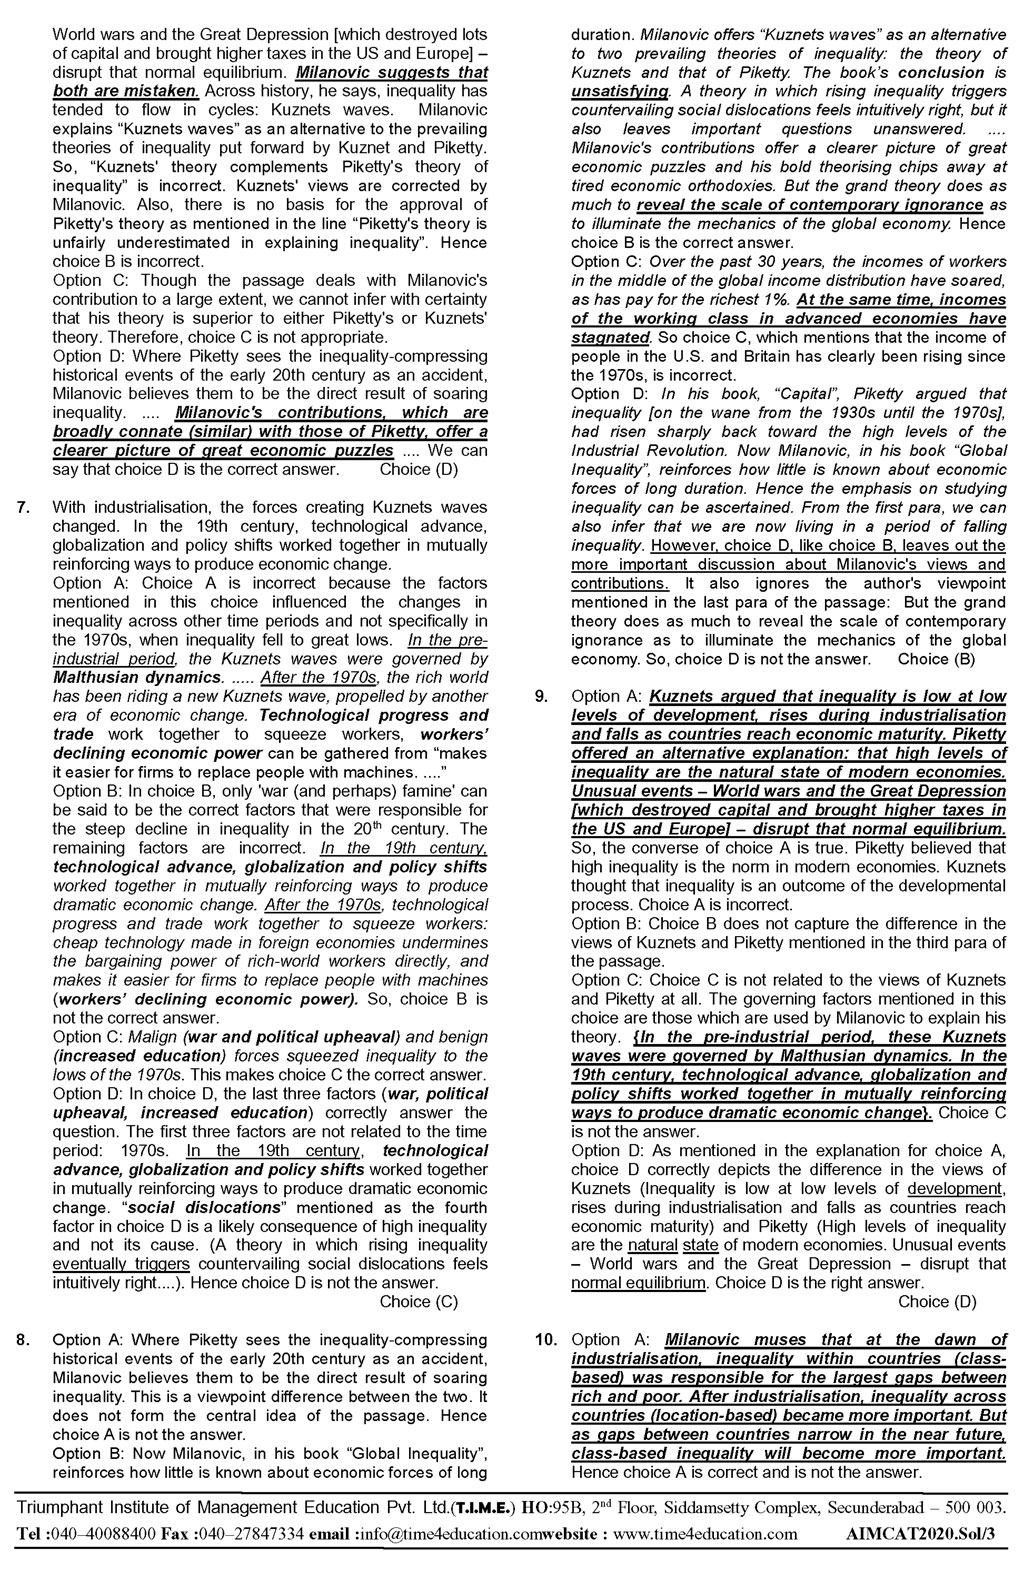 World wars and the Great Depression [which destroyed lots
of capital and brought higher taxes in the US and Europe] –
disrupt that normal equilibrium. Milanovic suggests that
both are mistaken. Across history, he says, inequality has
tended to flow in cycles: Kuznets waves. Milanovic
explains “Kuznets waves” as an alternative to the prevailing
theories of inequality put forward by Kuznet and Piketty.
So, “Kuznets' theory complements Piketty's theory of
inequality” is incorrect. Kuznets' views are corrected by
Milanovic. Also, there is no basis for the approval of
Piketty's theory as mentioned in the line “Piketty's theory is
unfairly underestimated in explaining inequality”. Hence
choice B is incorrect.
Option C: Though the passage deals with Milanovic's
contribution to a large extent, we cannot infer with certainty
that his theory is superior to either Piketty's or Kuznets'
theory. Therefore, choice C is not appropriate.
Option D: Where Piketty sees the inequality-compressing
historical events of the early 20th century as an accident,
Milanovic believes them to be the direct result of soaring
inequality. .... Milanovic's contributions, which are
broadly connate (similar) with those of Piketty, offer a
clearer picture of great economic puzzles .... We can
say that choice D is the correct answer. Choice (D)
7. With industrialisation, the forces creating Kuznets waves
changed. In the 19th century, technological advance,
globalization and policy shifts worked together in mutually
reinforcing ways to produce economic change.
Option A: Choice A is incorrect because the factors
mentioned in this choice influenced the changes in
inequality across other time periods and not specifically in
the 1970s, when inequality fell to great lows. In the pre-
industrial period, the Kuznets waves were governed by
Malthusian dynamics. ..... After the 1970s, the rich world
has been riding a new Kuznets wave, propelled by another
era of economic change. Technological progress and
trade work together to squeeze workers, workers’
declining economic power can be gathered from “makes
it easier for firms to replace people with machines. ....”
Option B: In choice B, only 'war (and perhaps) famine' can
be said to be the correct factors that were responsible for
the steep decline in inequality in the 20th century. The
remaining factors are incorrect. In the 19th century,
technological advance, globalization and policy shifts
worked together in mutually reinforcing ways to produce
dramatic economic change. After the 1970s, technological
progress and trade work together to squeeze workers:
cheap technology made in foreign economies undermines
the bargaining power of rich-world workers directly, and
makes it easier for firms to replace people with machines
(workers’ declining economic power). So, choice B is
not the correct answer.
Option C: Malign (war and political upheaval) and benign
(increased education) forces squeezed inequality to the
lows of the 1970s. This makes choice C the correct answer.
Option D: In choice D, the last three factors (war, political
upheaval, increased education) correctly answer the
question. The first three factors are not related to the time
period: 1970s. In the 19th century, technological
advance, globalization and policy shifts worked together
in mutually reinforcing ways to produce dramatic economic
change. “social dislocations” mentioned as the fourth
factor in choice D is a likely consequence of high inequality
and not its cause. (A theory in which rising inequality
eventually triggers countervailing social dislocations feels
intuitively right....). Hence choice D is not the answer.
Choice (C)
8. Option A: Where Piketty sees the inequality-compressing
historical events of the early 20th century as an accident,
Milanovic believes them to be the direct result of soaring
inequality. This is a viewpoint difference between the two. It
does not form the central idea of the passage. Hence
choice A is not the answer.
Option B: Now Milanovic, in his book “Global Inequality”,
reinforces how little is known about economic forces of long
duration. Milanovic offers “Kuznets waves” as an alternative
to two prevailing theories of inequality: the theory of
Kuznets and that of Piketty. The book’s conclusion is
unsatisfying. A theory in which rising inequality triggers
countervailing social dislocations feels intuitively right, but it
also leaves important questions unanswered. ....
Milanovic's contributions offer a clearer picture of great
economic puzzles and his bold theorising chips away at
tired economic orthodoxies. But the grand theory does as
much to reveal the scale of contemporary ignorance as
to illuminate the mechanics of the global economy. Hence
choice B is the correct answer.
Option C: Over the past 30 years, the incomes of workers
in the middle of the global income distribution have soared,
as has pay for the richest 1%. At the same time, incomes
of the working class in advanced economies have
stagnated. So choice C, which mentions that the income of
people in the U.S. and Britain has clearly been rising since
the 1970s, is incorrect.
Option D: In his book, “Capital”, Piketty argued that
inequality [on the wane from the 1930s until the 1970s],
had risen sharply back toward the high levels of the
Industrial Revolution. Now Milanovic, in his book “Global
Inequality”, reinforces how little is known about economic
forces of long duration. Hence the emphasis on studying
inequality can be ascertained. From the first para, we can
also infer that we are now living in a period of falling
inequality. However, choice D, like choice B, leaves out the
more important discussion about Milanovic's views and
contributions. It also ignores the author's viewpoint
mentioned in the last para of the passage: But the grand
theory does as much to reveal the scale of contemporary
ignorance as to illuminate the mechanics of the global
economy. So, choice D is not the answer. Choice (B)
9. Option A: Kuznets argued that inequality is low at low
levels of development, rises during industrialisation
and falls as countries reach economic maturity. Piketty
offered an alternative explanation: that high levels of
inequality are the natural state of modern economies.
Unusual events – World wars and the Great Depression
[which destroyed capital and brought higher taxes in
the US and Europe] – disrupt that normal equilibrium.
So, the converse of choice A is true. Piketty believed that
high inequality is the norm in modern economies. Kuznets
thought that inequality is an outcome of the developmental
process. Choice A is incorrect.
Option B: Choice B does not capture the difference in the
views of Kuznets and Piketty mentioned in the third para of
the passage.
Option C: Choice C is not related to the views of Kuznets
and Piketty at all. The governing factors mentioned in this
choice are those which are used by Milanovic to explain his
theory. {In the pre-industrial period, these Kuznets
waves were governed by Malthusian dynamics. In the
19th century, technological advance, globalization and
policy shifts worked together in mutually reinforcing
ways to produce dramatic economic change}. Choice C
is not the answer.
Option D: As mentioned in the explanation for choice A,
choice D correctly depicts the difference in the views of
Kuznets (Inequality is low at low levels of development,
rises during industrialisation and falls as countries reach
economic maturity) and Piketty (High levels of inequality
are the natural state of modern economies. Unusual events
– World wars and the Great Depression – disrupt that
normal equilibrium. Choice D is the right answer.
Choice (D)
10. Option A: Milanovic muses that at the dawn of
industrialisation, inequality within countries (class-
based) was responsible for the largest gaps between
rich and poor. After industrialisation, inequality across
countries (location-based) became more important. But
as gaps between countries narrow in the near future,
class-based inequality will become more important.
Hence choice A is correct and is not the answer.
Triumphant Institute of Management Education Pvt. Ltd.(T.I.M.E.) HO:95B, 2nd Floor, Siddamsetty Complex, Secunderabad – 500 003.
Tel :040–40088400 Fax :040–27847334 email :info@time4education.comwebsite : www.time4education.com AIMCAT2020.Sol/3